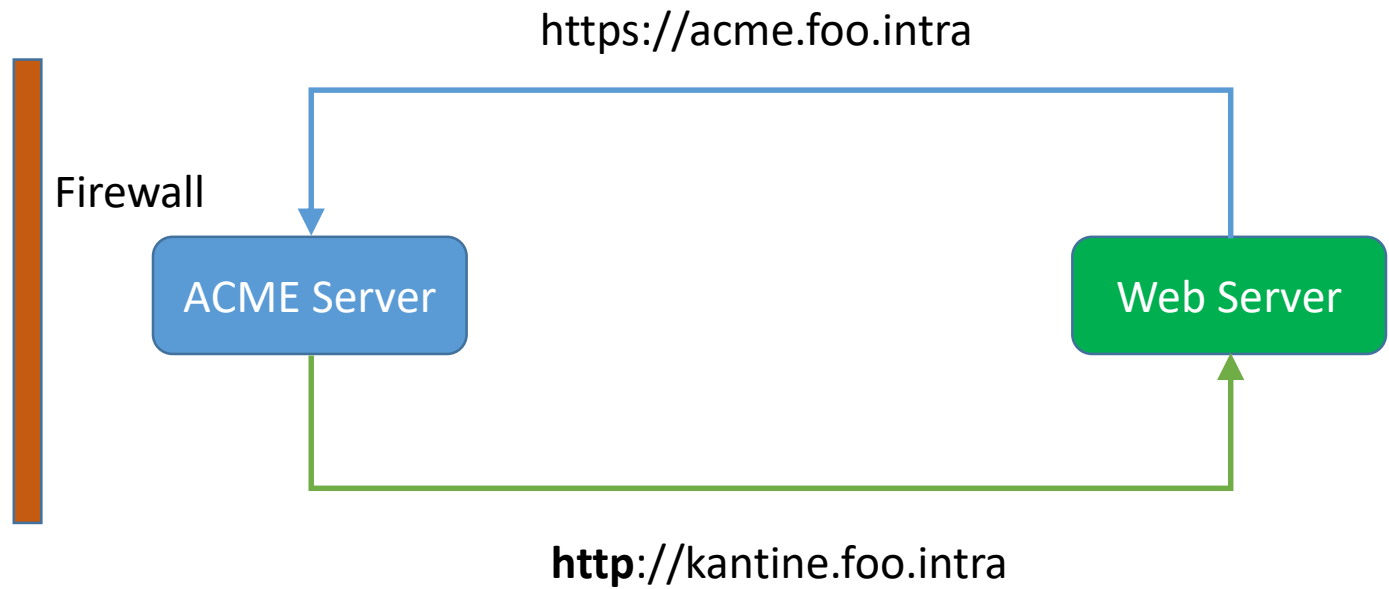 https://acme.foo.intra
Firewall
ACME Server
Web Server
http://kantine.foo.intra